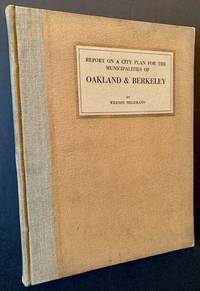 REPORT ON A CITY PLAN FOR THE
MUNICIPALITIES OF
OAKLAND & BERKELEY
BY
WERNER HEGEMANN